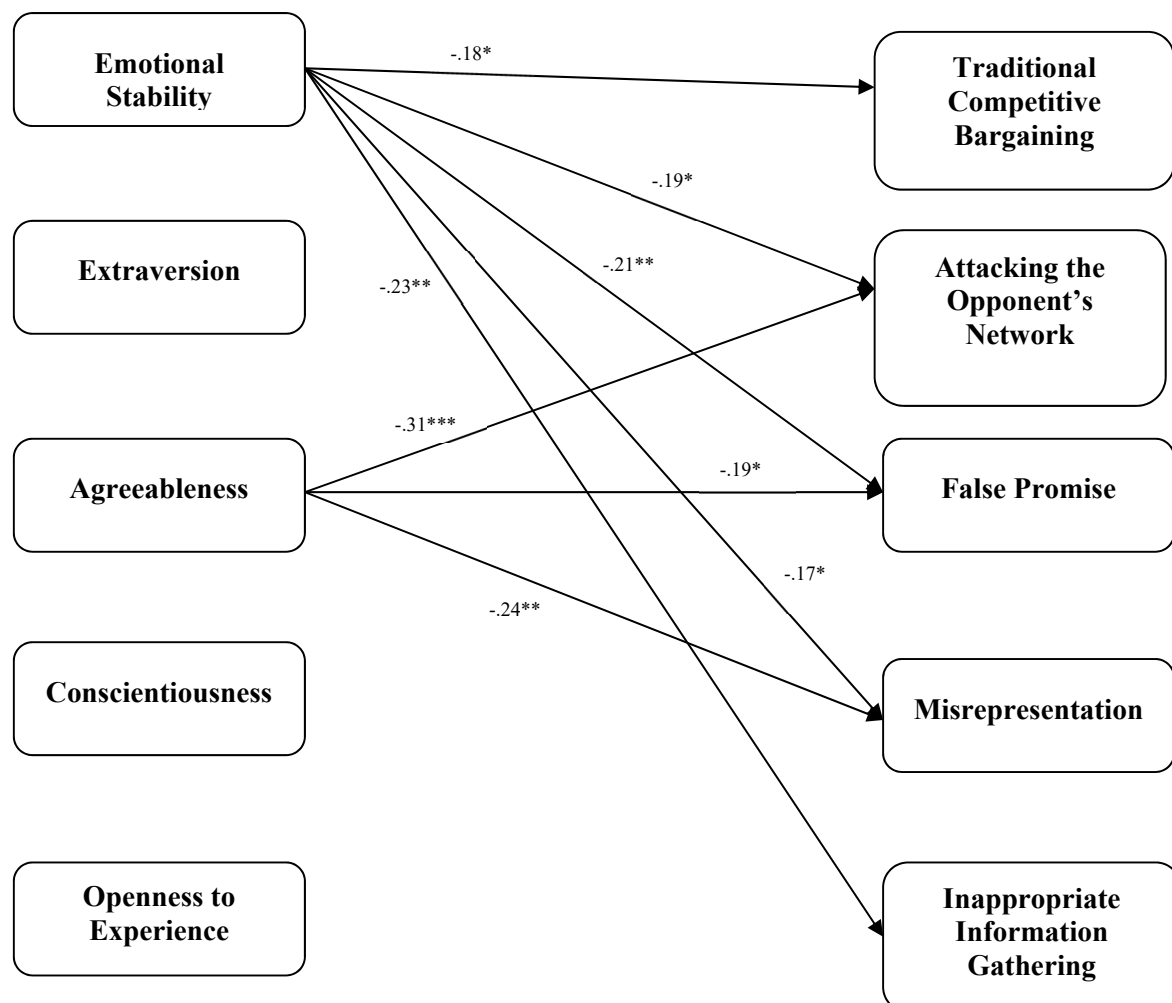 Emotional
Stability
-.18*
Traditional
Competitive
Bargaining
-.19*
Extraversion
-.21**
-.23**
Attacking the
Opponent’s
Network
-.31***
Agreeableness
-.19*
False Promise
-.17*
-.24**
Conscientiousness
Misrepresentation
Openness to
Experience
Inappropriate
Information
Gathering